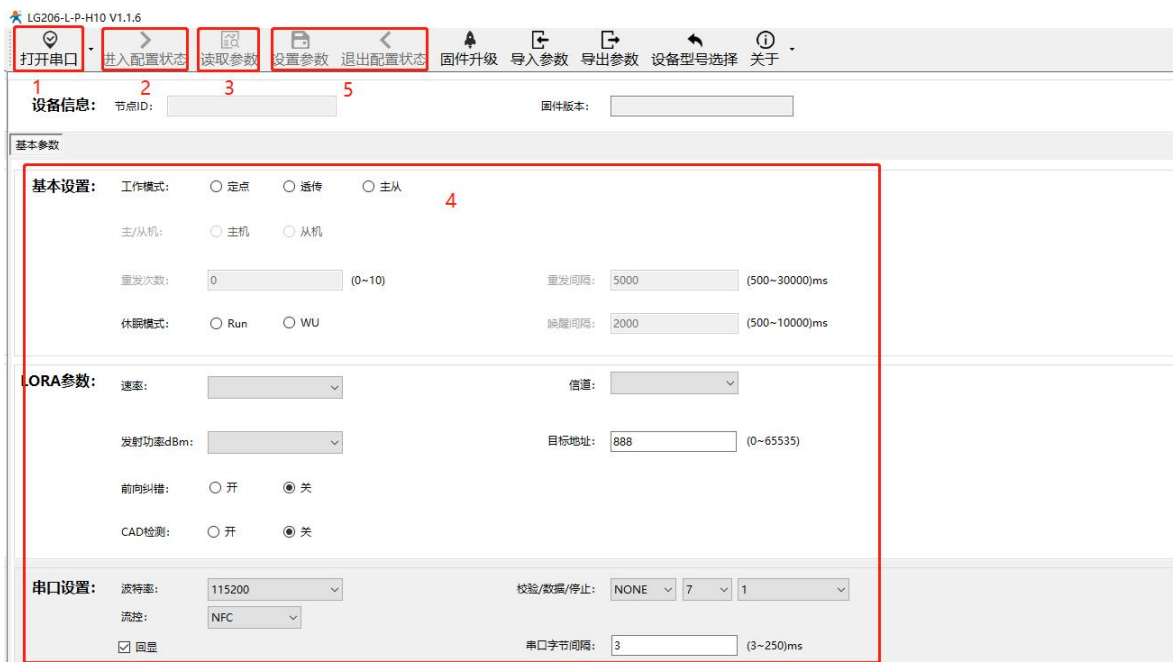 LG206-L-P-H10 V1.1.6
打开串口 进入配置状态 读取参数 设置参数 退出配置状态 固件升级 导入参数 导出参数 设备型号选择 关于
1 2 3 5
设备信息: 节点ID: 固件版本:
基本参数
基本设置: 工作模式: 定点 透传 主从
4
主/从机: 主机 从机
重发次数: 0 (0~10) 重发间隔: 5000 (500~30000)ms
休眠模式: Run WU 唤醒间隔: 2000 (500~10000)ms
LORA参数: 速率: 信道:
发射功率dBm: 目标地址: 888 (0~65535)
前向纠错: 开 关
CAD检测: 开 关
串口设置: 波特率: 115200 校验/数据/停止: NONE 7 1
流控: NFC
回显 串口字节间隔: 3 (3~250)ms